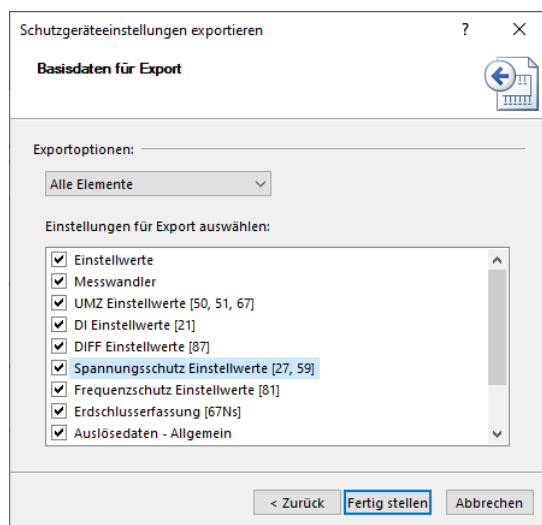 Schutzgeräteeinstellungen exportieren
Basisdaten für Export
Exportoptionen:
Alle Elemente
Einstellungen für Export auswählen:
Einstellwerte
Messwandler
UMZ Einstellwerte [50, 51, 67]
DI Einstellwerte [21]
DIFF Einstellwerte [87]
Spannungsschutz Einstellwerte [27, 59]
Frequenzschutz Einstellwerte [81]
Erdschlusserfassung [67Ns]
Auslösedaten - Allgemein
< Zurück Fertig stellen Abbrechen